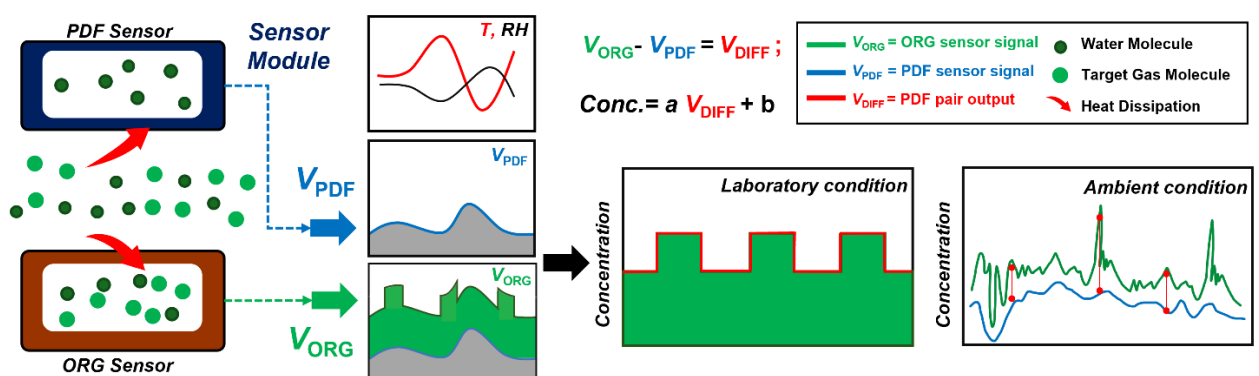 PDF Sensor
Sensor
Module
ORG Sensor
V_PDF
V_ORG
T, RH
V_PDF
V_ORG
V_ORG - V_PDF = V_DIFF ;
Conc.= a V_DIFF + b
V_ORG = ORG sensor signal
V_PDF = PDF sensor signal
V_DIFF = PDF pair output
Water Molecule
Target Gas Molecule
Heat Dissipation
Laboratory condition
Concentration
Ambient condition
Concentration